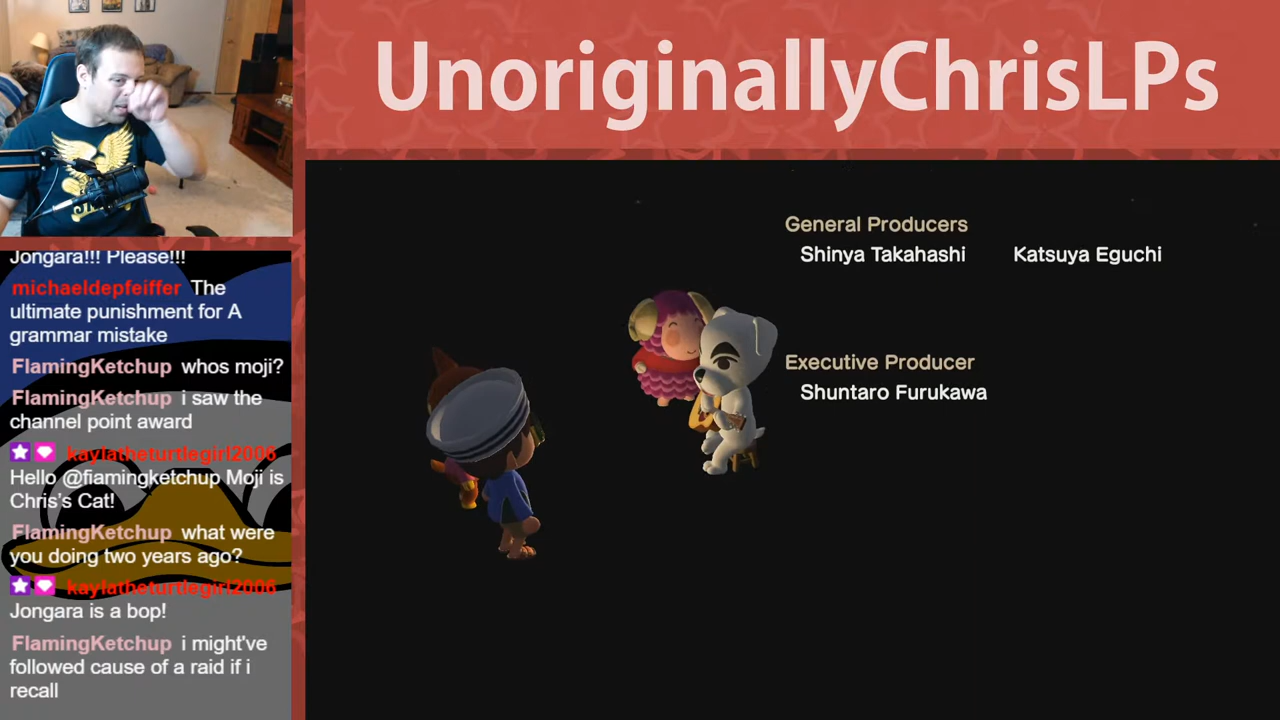 UnoriginallyChrisLPs
General Producers
Shinya Takahashi Katsuya Eguchi
Executive Producer
Shuntaro Furukawa
Jongara!!! Please!!!
michaeldepfeiffer The
ultimate punishment for A
grammar mistake
FlamingKetchup whos moji?
FlamingKetchup i saw the
channel point award
kaylatheturtlegirl2006
Hello @flamingketchup Moji is
Chris's Cat!
FlamingKetchup what were
you doing two years ago?
kaylatheturtlegirl2006
Jongara is a bop!
FlamingKetchup i might've
followed cause of a raid if i
recall